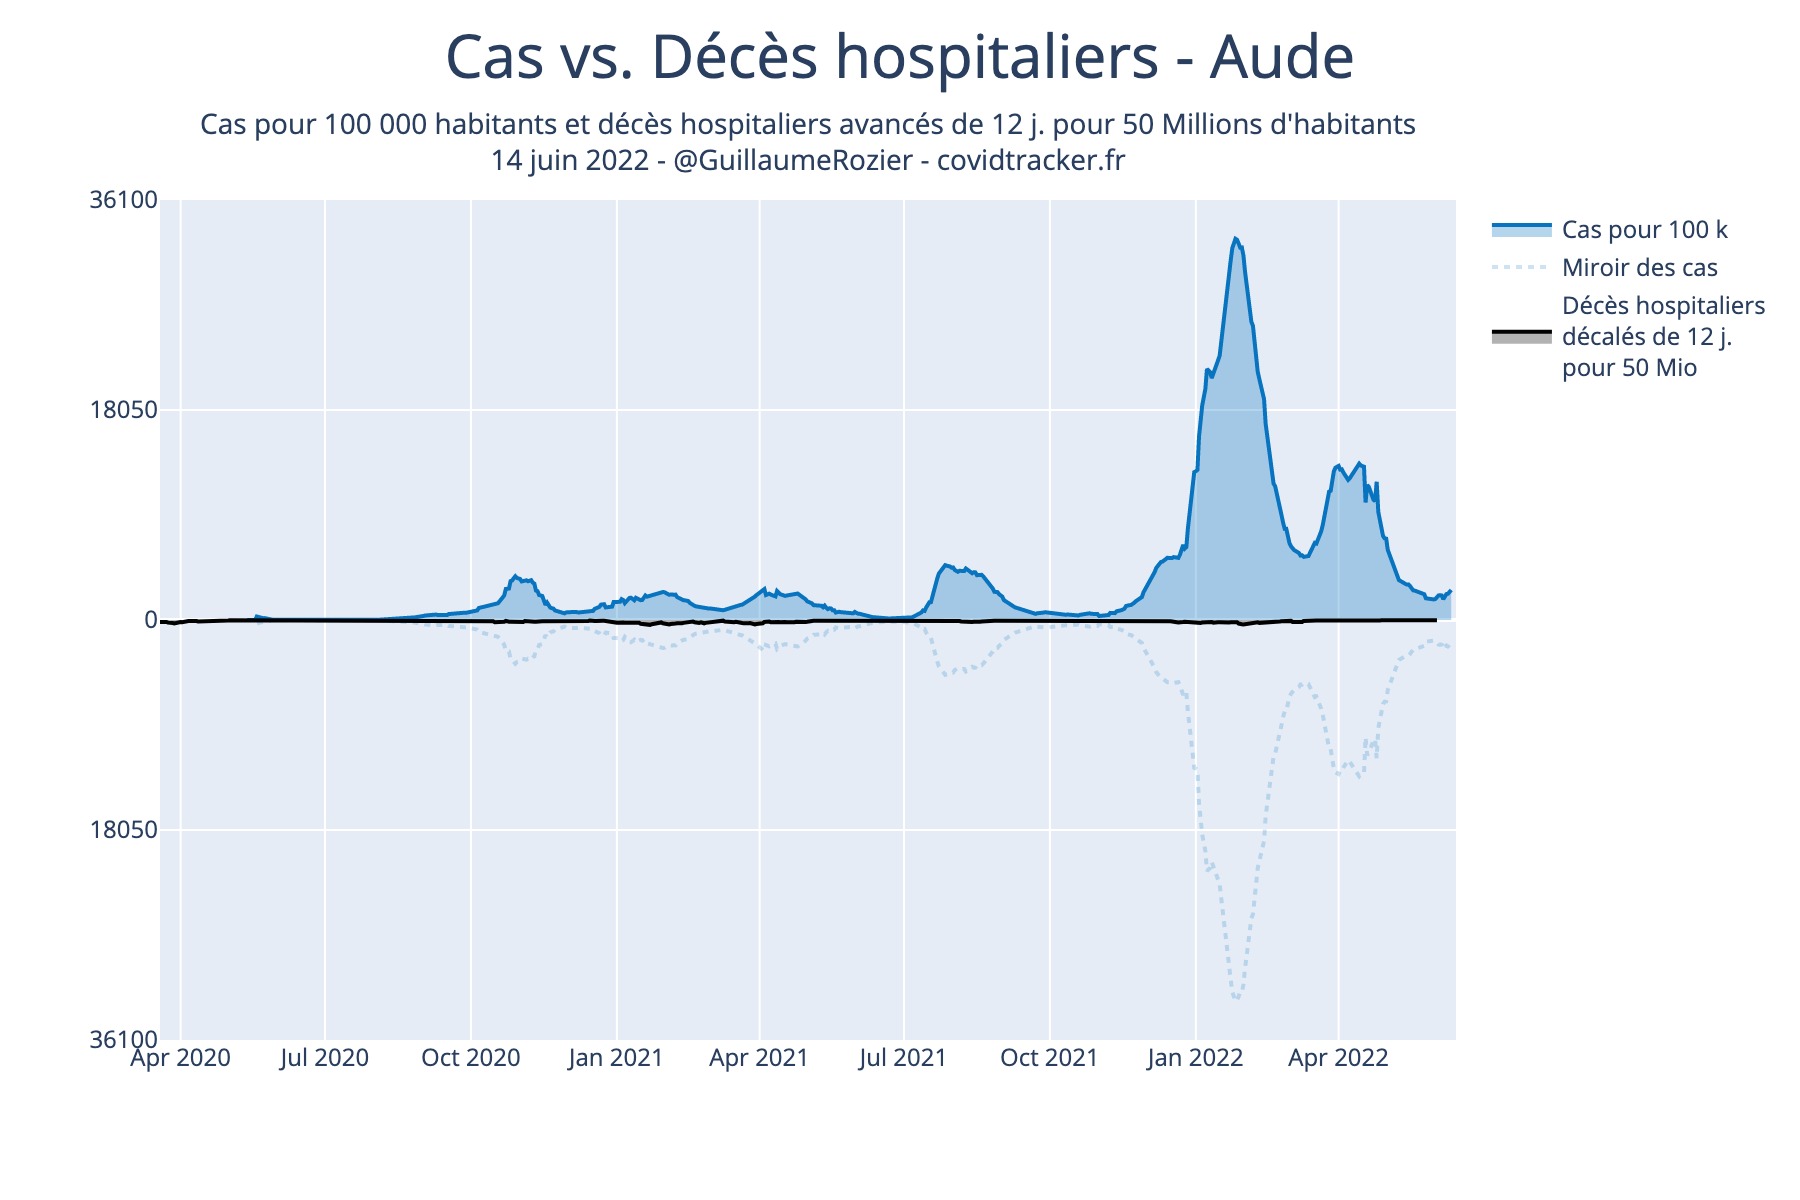 Cas vs. Décès hospitaliers - Aude
Cas pour 100 000 habitants et décès hospitaliers avancés de 12 j. pour 50 Millions d'habitants
14 juin 2022 - @GuillaumeRozier - covidtracker.fr
36100
18050
0
18050
36100
Apr 2020
Jul 2020
Oct 2020
Jan 2021
Apr 2021
Jul 2021
Oct 2021
Jan 2022
Apr 2022
Cas pour 100 k
Miroir des cas
Décès hospitaliers
décalés de 12 j.
pour 50 Mio